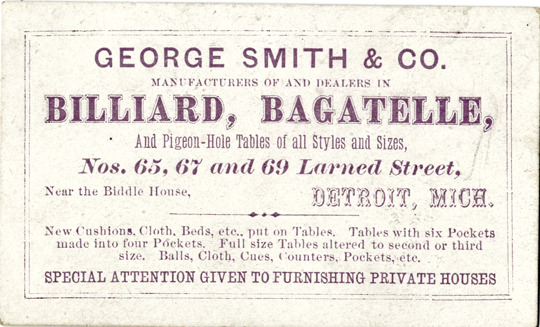 GEORGE SMITH & CO.
MANUFACTURERS OF AND DEALERS IN
BILLIARD, BAGATELLE,
And Pigeon-Hole Tables of all Styles and Sizes,
Nos. 65, 67 and 69 Larned Street,
Near the Biddle House, DETROIT, MICH.
New Cushions, Cloth, Beds, etc., put on Tables. Tables with six Pockets
made into four Pockets. Full size Tables altered to second or third
size. Balls, Cloth, Cues, Counters, Pockets, etc.
SPECIAL ATTENTION GIVEN TO FURNISHING PRIVATE HOUSES